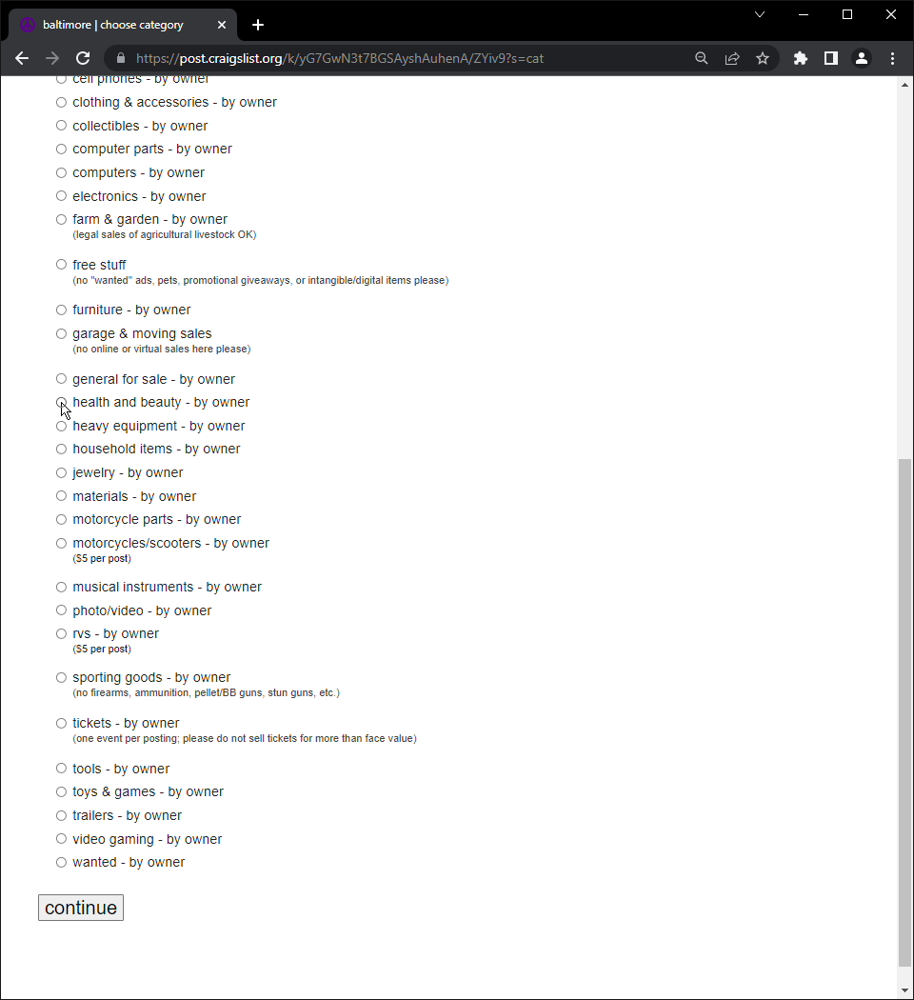 baltimore | choose category
https://post.craigslist.org/k/yG7GwN3t7BGSAyshAuhenA/ZYiv9?s=cat
cell phones - by owner
clothing & accessories - by owner
collectibles - by owner
computer parts - by owner
computers - by owner
electronics - by owner
farm & garden - by owner
(legal sales of agricultural livestock OK)
free stuff
(no "wanted" ads, pets, promotional giveaways, or intangible/digital items please)
furniture - by owner
garage & moving sales
(no online or virtual sales here please)
general for sale - by owner
health and beauty - by owner
heavy equipment - by owner
household items - by owner
jewelry - by owner
materials - by owner
motorcycle parts - by owner
motorcycles/scooters - by owner
($5 per post)
musical instruments - by owner
photo/video - by owner
rvs - by owner
($5 per post)
sporting goods - by owner
(no firearms, ammunition, pellet/BB guns, stun guns, etc.)
tickets - by owner
(one event per posting; please do not sell tickets for more than face value)
tools - by owner
toys & games - by owner
trailers - by owner
video gaming - by owner
wanted - by owner
continue